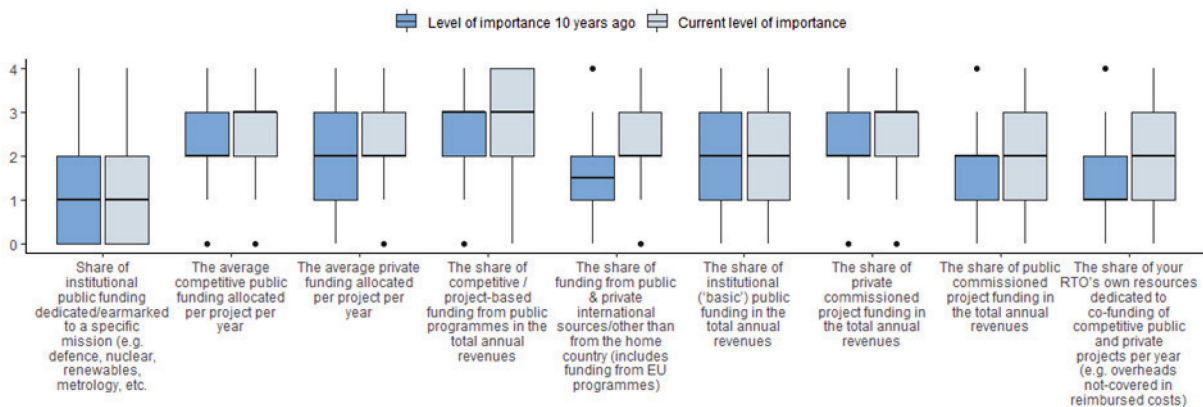 Level of importance 10 years ago Current level of importance
4
3
2
1
0
Share of
institutional
public funding
dedicated/earmarked
to a specific
mission (e.g.
defence, nuclear,
renewables,
metrology, etc.
The average
competitive public
funding allocated
per project per
year
The average private
funding allocated
per project per
year
The share of
competitive /
project-based
funding from public
programmes in the
total annual
revenues
The share of
funding from public
& private
international
sources/other than
from the home
country (includes
funding from EU
programmes)
The share of
institutional
('basic') public
funding in the
total annual
revenues
The share of
private
commissioned
project funding in
the total annual
revenues
The share of public
commissioned
project funding in
the total annual
revenues
The share of your
RTO's own resources
dedicated to
co-funding of
competitive public
and private
projects per year
(e.g. overheads
not-covered in
reimbursed costs)